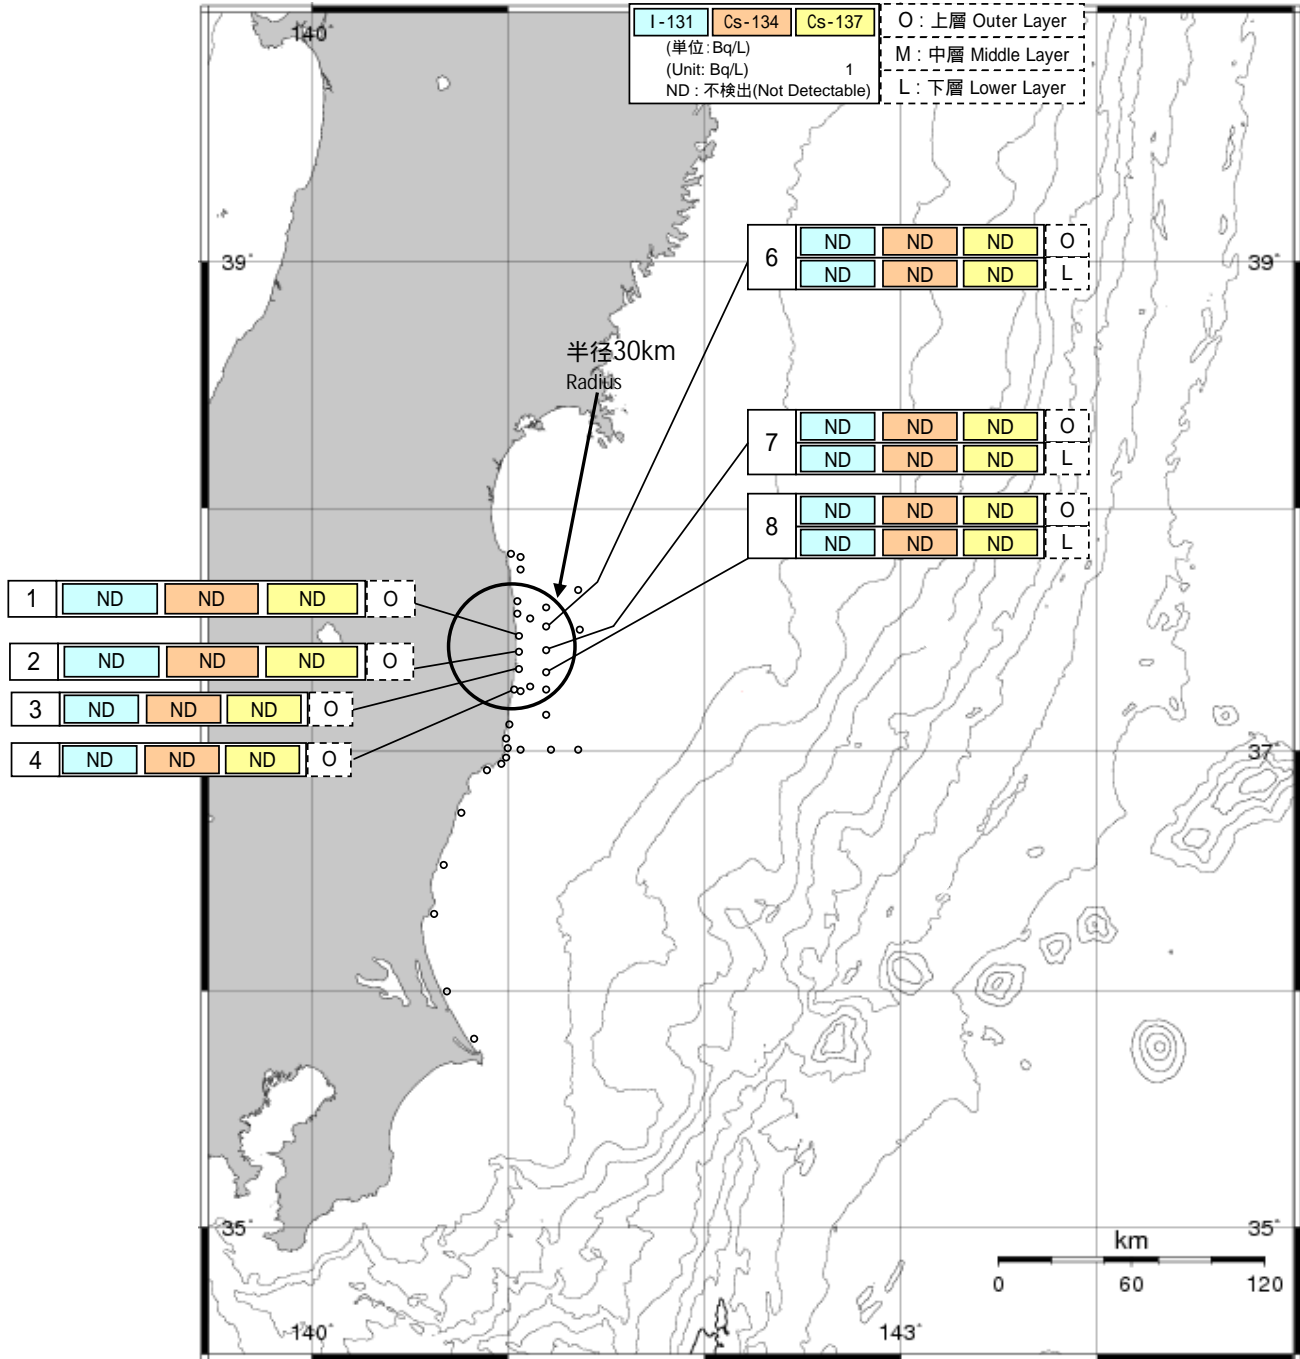 140°
I-131 Cs-134 Cs-137
(単位:Bq/L)
(Unit: Bq/L) 1
ND : 不検出(Not Detectable)
O : 上層 Outer Layer
M : 中層 Middle Layer
L : 下層 Lower Layer
6 ND ND ND O
ND ND ND L
39° 39°
半径30km
Radius
7 ND ND ND O
ND ND ND L
8 ND ND ND O
ND ND ND L
1 ND ND ND O
2 ND ND ND O
3 ND ND ND O
4 ND ND ND O
37°
35° 35°
km
0 60 120
140° 143°